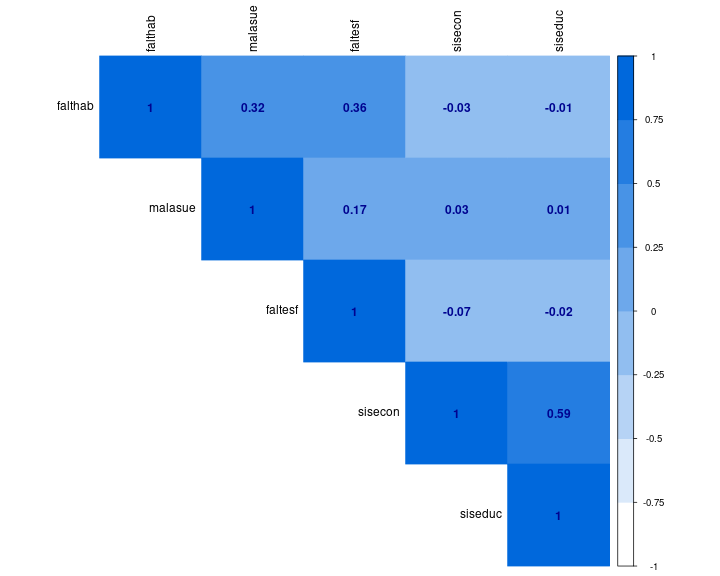 falthab malasue faltesf sisecon siseduc
falthab 1 0.32 0.36 -0.03 -0.01
malasue 1 0.17 0.03 0.01
faltesf 1 -0.07 -0.02
sisecon 1 0.59
siseduc 1
1
0.75
0.5
0.25
0
-0.25
-0.5
-0.75
-1